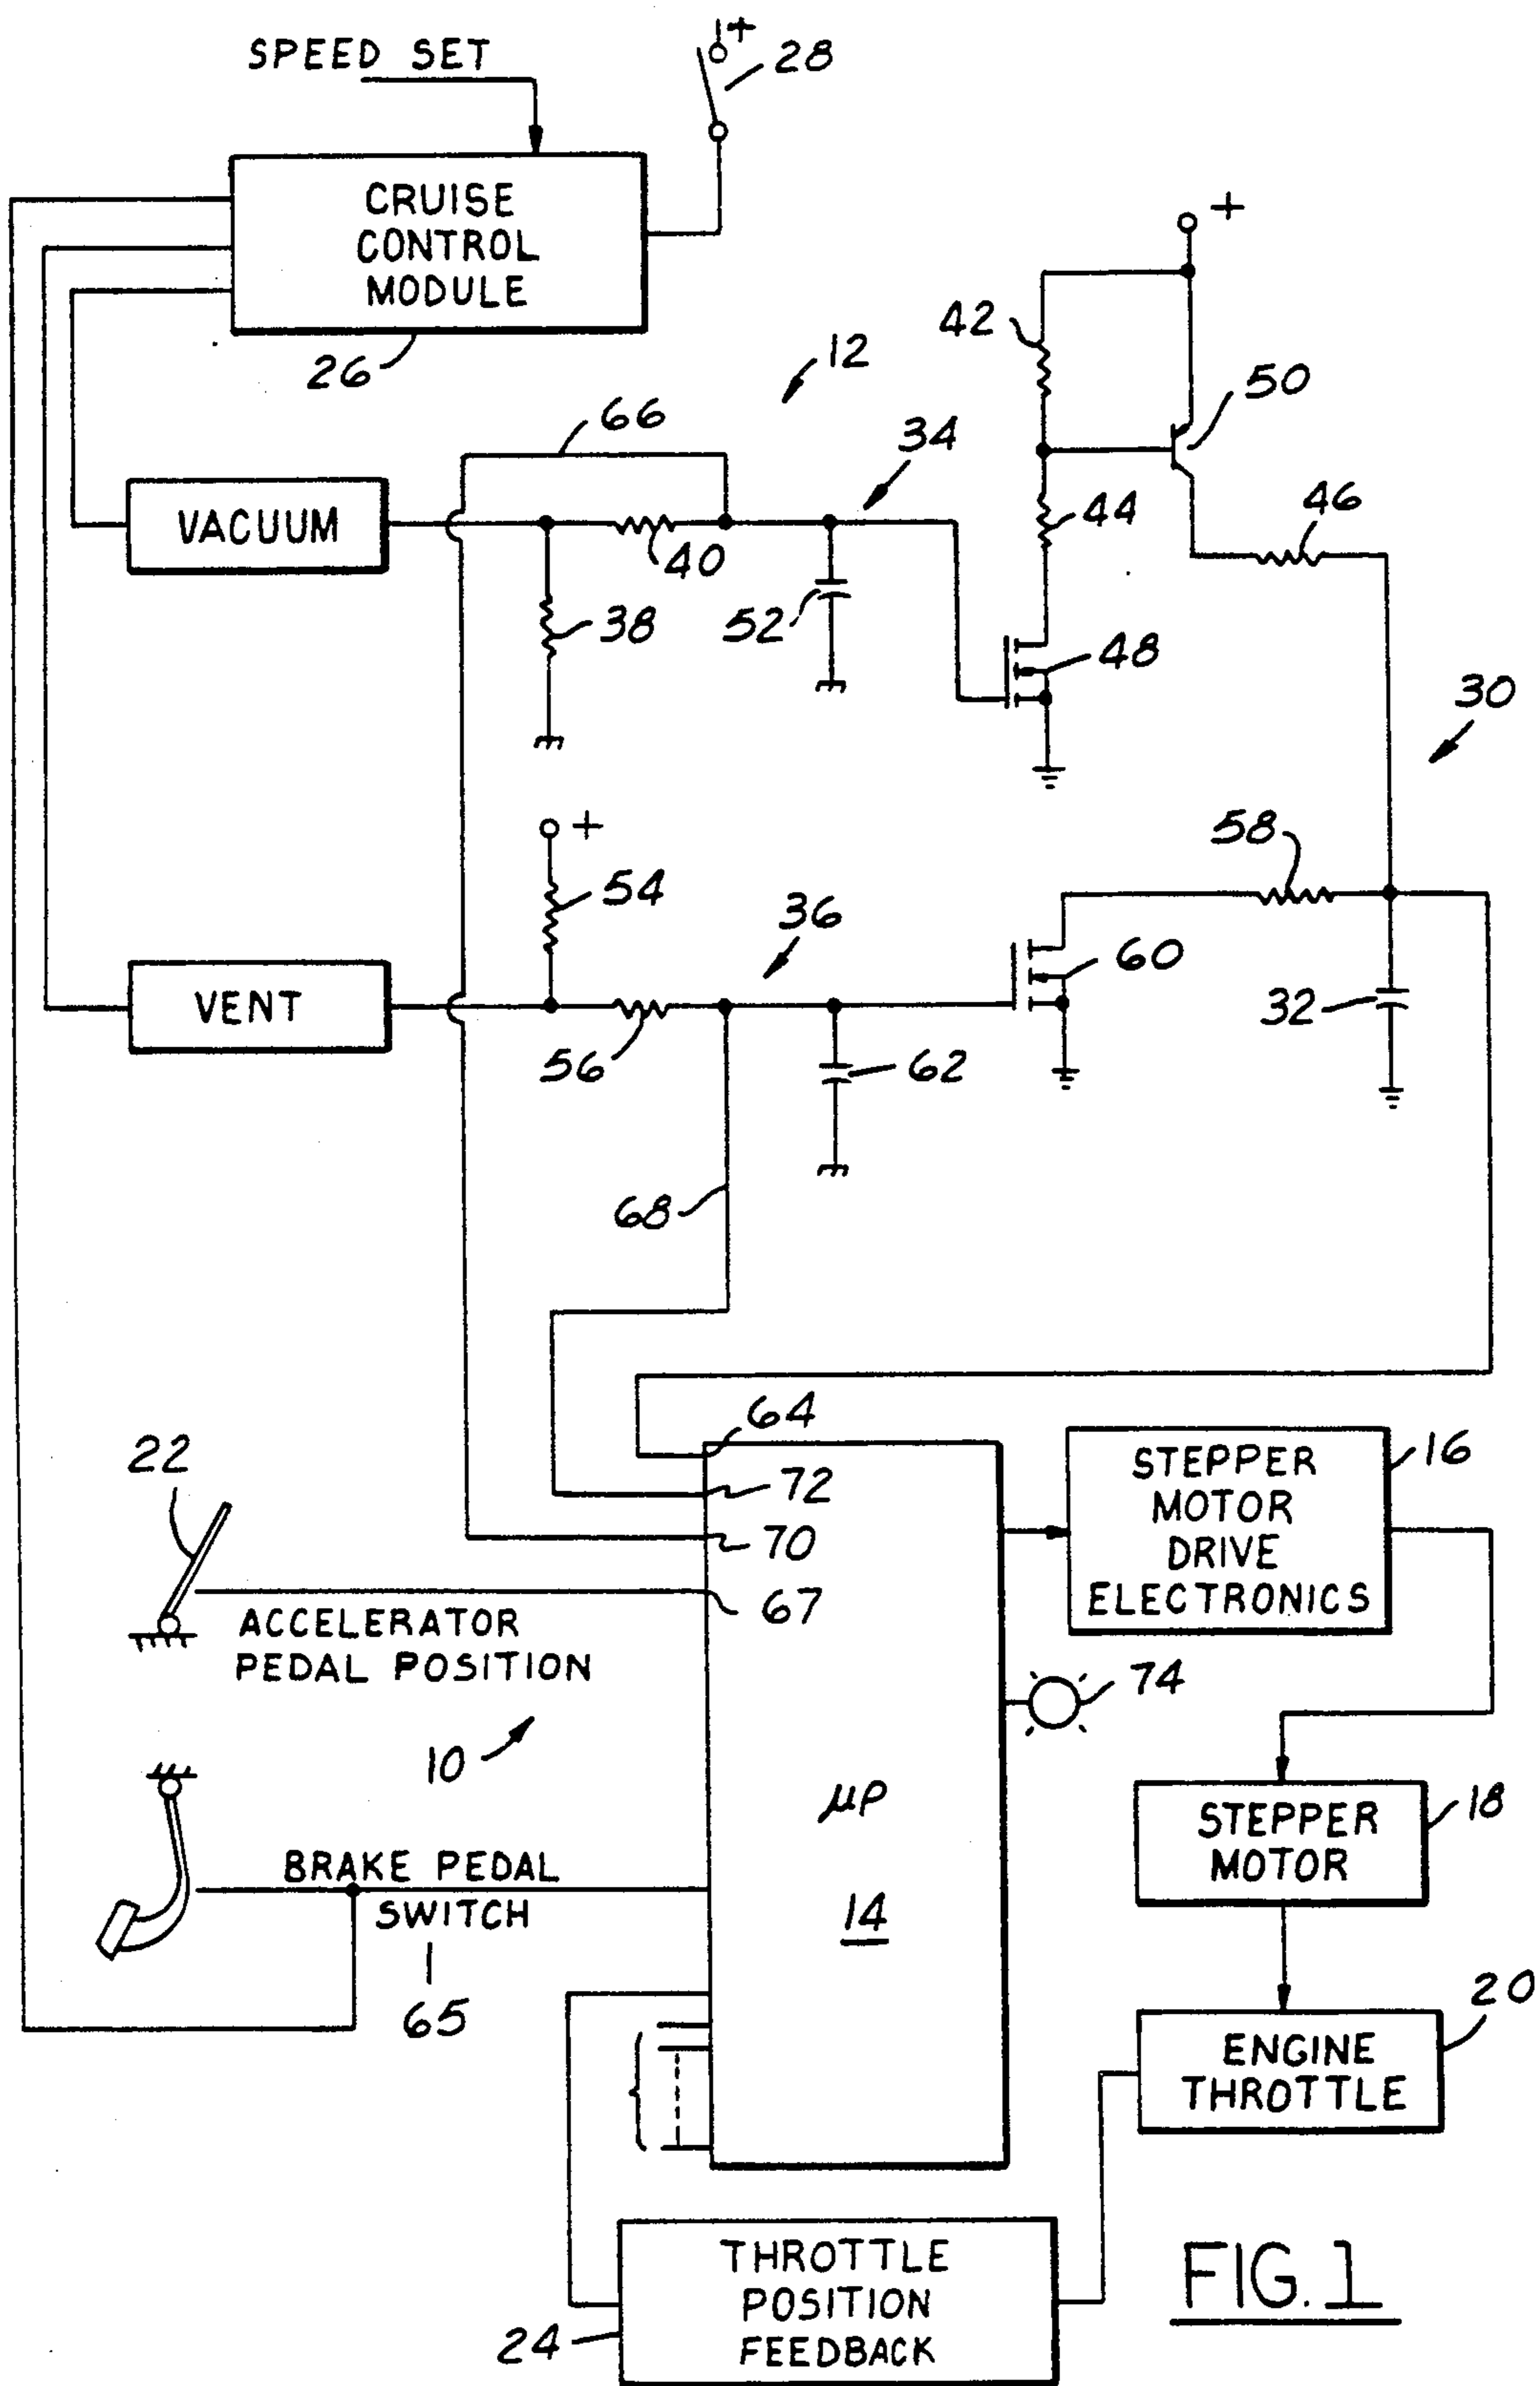 SPEED SET
+
28
CRUISE
CONTROL
MODULE
26
+
12
42
50
66
34
VACUUM
40
44
46
38
52
48
30
+
54
58
36
60
VENT
32
56
62
68
64
22
72
70
67
STEPPER
MOTOR
DRIVE
ELECTRONICS
16
ACCELERATOR
PEDAL POSITION
74
10
μP
14
STEPPER
MOTOR
18
BRAKE PEDAL
SWITCH
65
20
ENGINE
THROTTLE
THROTTLE
POSITION
FEEDBACK
24
FIG. 1